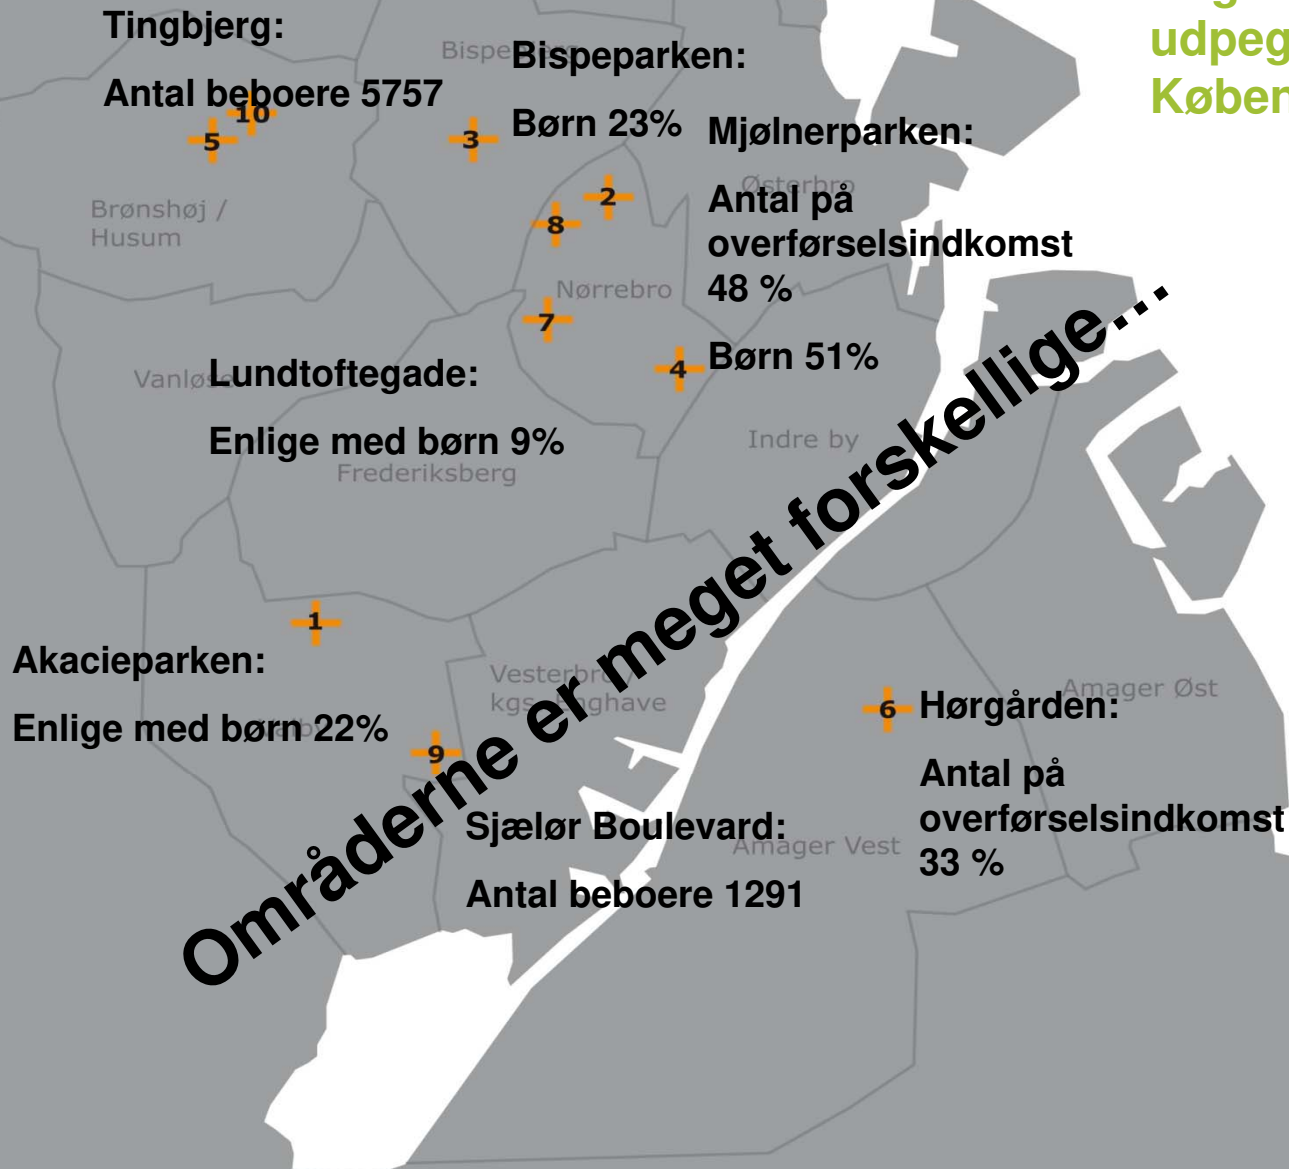 Tingbjerg:
Antal beboere 5757
Bispeparken:
Børn 23%
udpeg
Køben
Mjølnerparken:
Antal på
overførselsindkomst
48 %
Børn 51%
Lundtoftegade:
Enlige med børn 9%
Akacieparken:
Enlige med børn 22%
Sjælør Boulevard:
Antal beboere 1291
Hørgården:
Antal på
overførselsindkomst
33 %
Områderne er meget forskellige...
Østerbro
Brønshøj /
Husum
Nørrebro
Indre by
Frederiksberg
kgs. Enghave
Amager Øst
Amager Vest
10
5
3
2
8
7
4
1
9
6